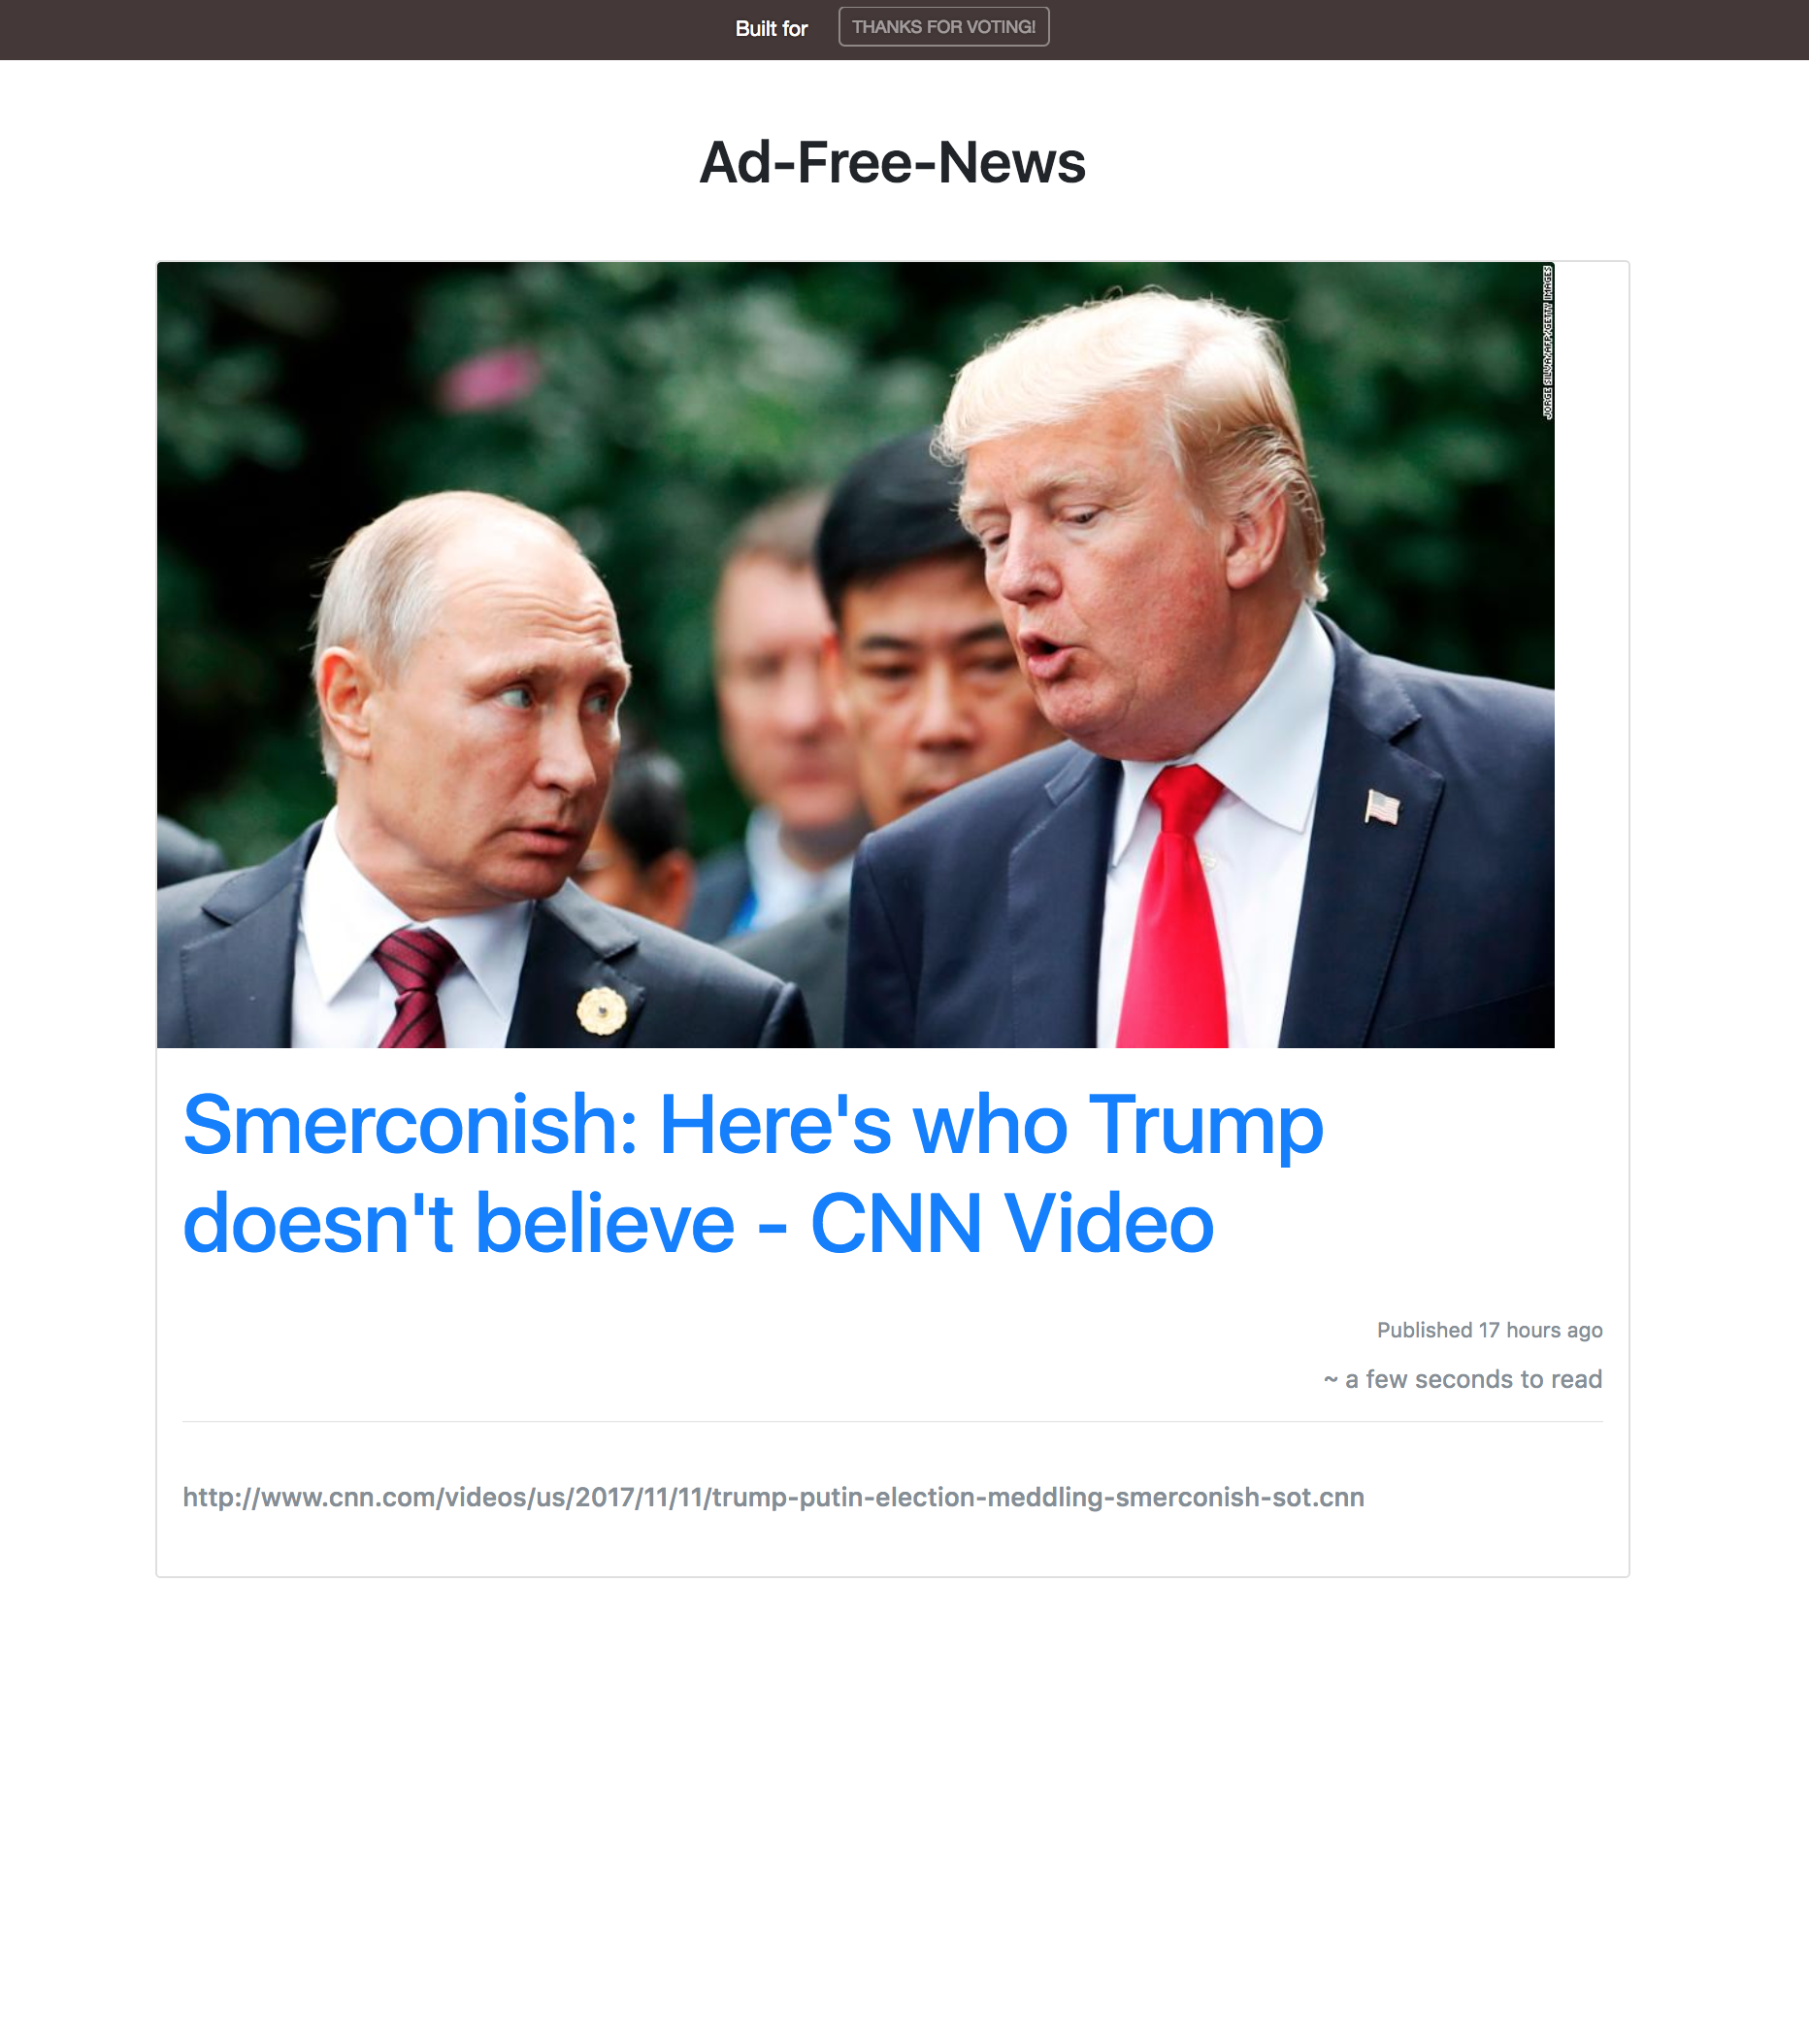 Built for
THANKS FOR VOTING!
Ad-Free-News
JORGE SILVA/AFP/GETTY IMAGES
Smerconish: Here's who Trump
doesn't believe - CNN Video
Published 17 hours ago
~ a few seconds to read
http://www.cnn.com/videos/us/2017/11/11/trump-putin-election-meddling-smerconish-sot.cnn